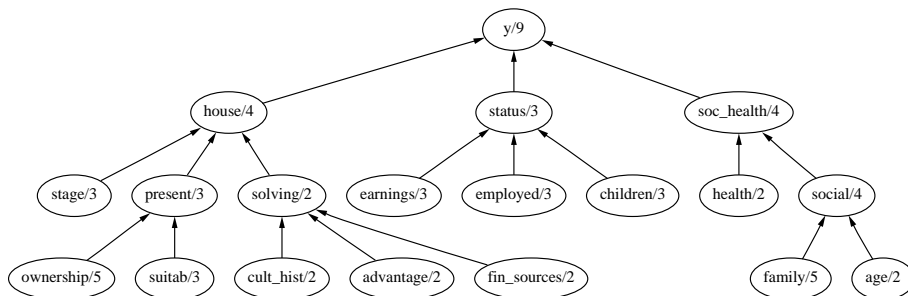 y/9
house/4
status/3
soc_health/4
stage/3
present/3
solving/2
earnings/3
employed/3
children/3
health/2
social/4
ownership/5
suitab/3
cult_hist/2
advantage/2
fin_sources/2
family/5
age/2